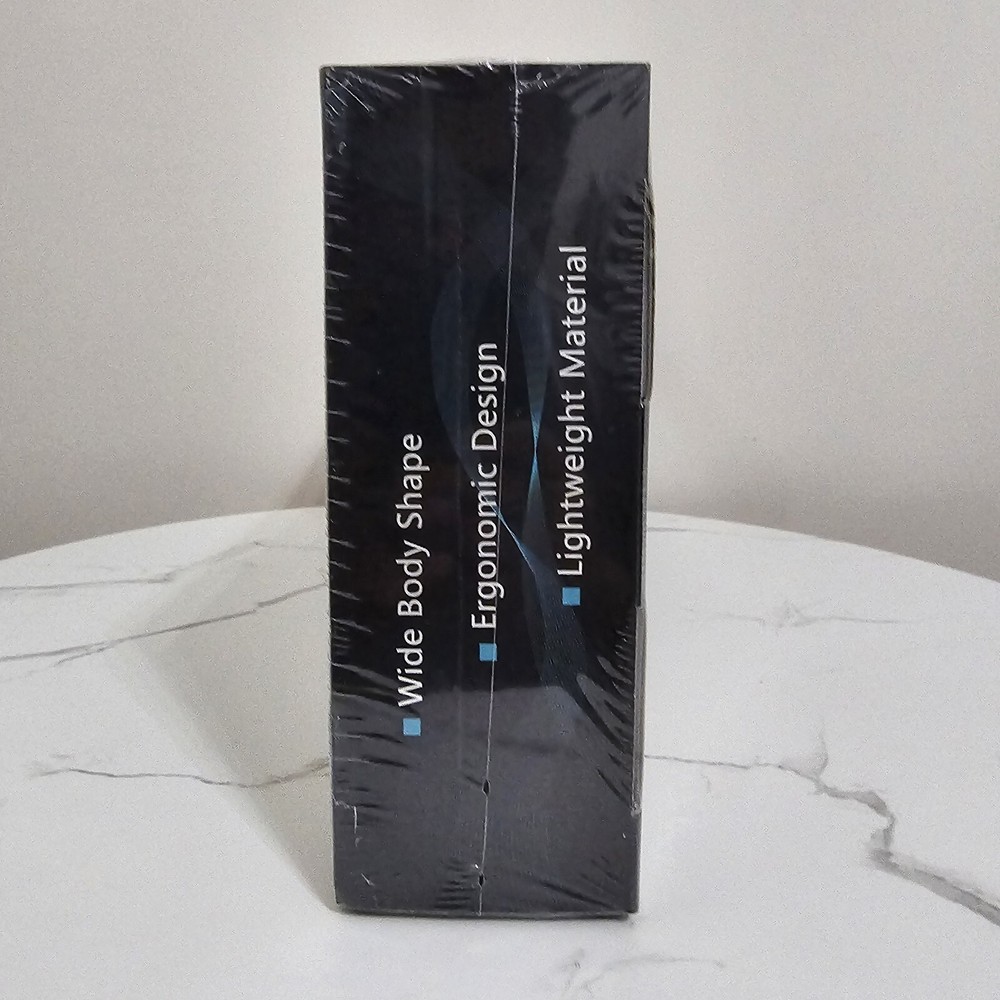 Wide Body Shape
Ergonomic Design
Lightweight Material